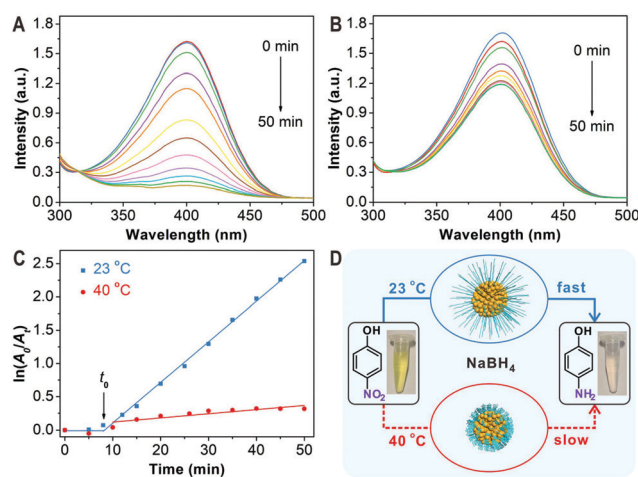 A
1.8
1.5
1.2
0.9
0.6
0.3
0.0
Intensity (a.u.)
0 min
50 min
300 350 400 450 500
Wavelength (nm)
B
1.8
1.5
1.2
0.9
0.6
0.3
0.0
Intensity (a.u.)
0 min
50 min
300 350 400 450 500
Wavelength (nm)
C
2.5
2.0
1.5
1.0
0.5
0.0
ln(A0/At)
23 °C
40 °C
t0
0 10 20 30 40 50
Time (min)
D
23 °C
fast
OH
NO2
NaBH4
OH
NH2
40 °C
slow